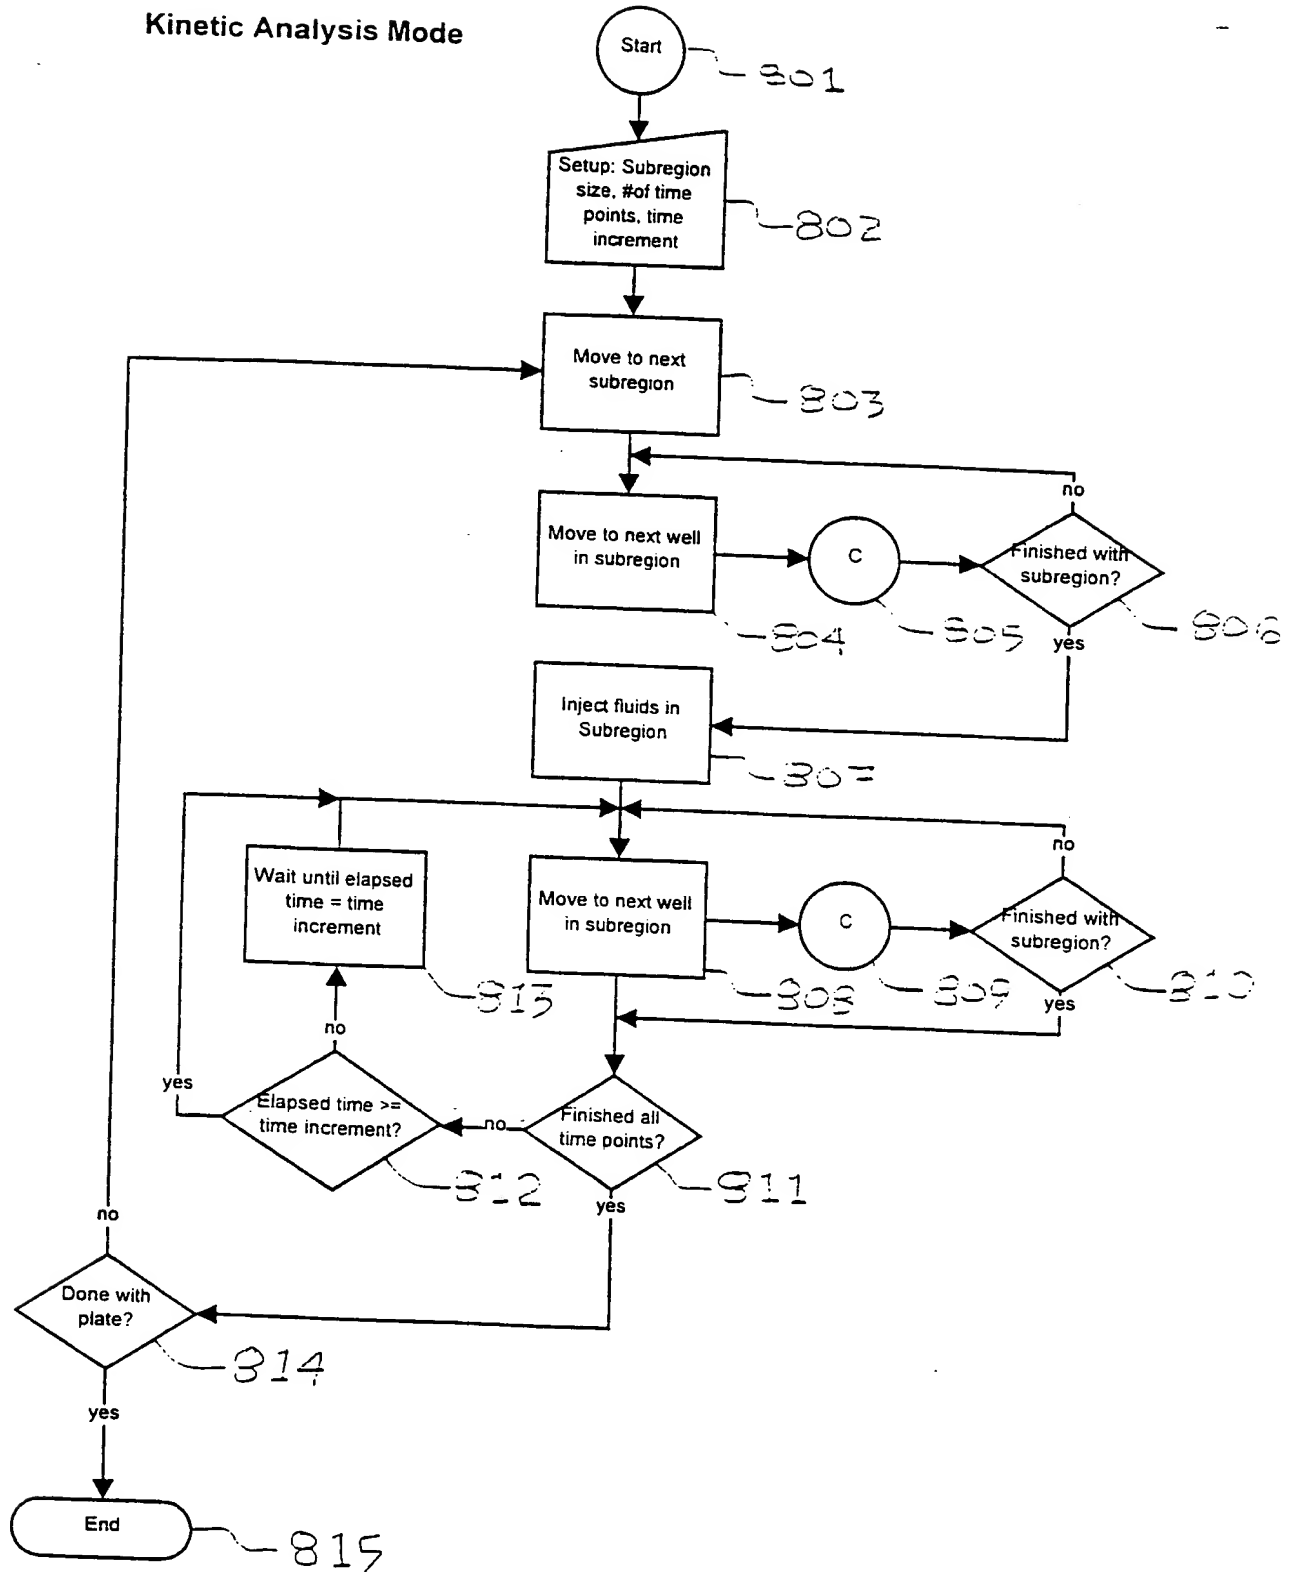 Kinetic Analysis Mode
Start
801
Setup: Subregion
size, #of time
points, time
increment
802
Move to next
subregion
803
no
Move to next well
in subregion
C
Finished with
subregion?
804
805
806
yes
Inject fluids in
Subregion
807
no
Wait until elapsed
time = time
increment
Move to next well
in subregion
C
Finished with
subregion?
813
808
809
810
yes
no
yes
Elapsed time >=
time increment?
no
Finished all
time points?
812
811
yes
no
Done with
plate?
814
yes
End
815